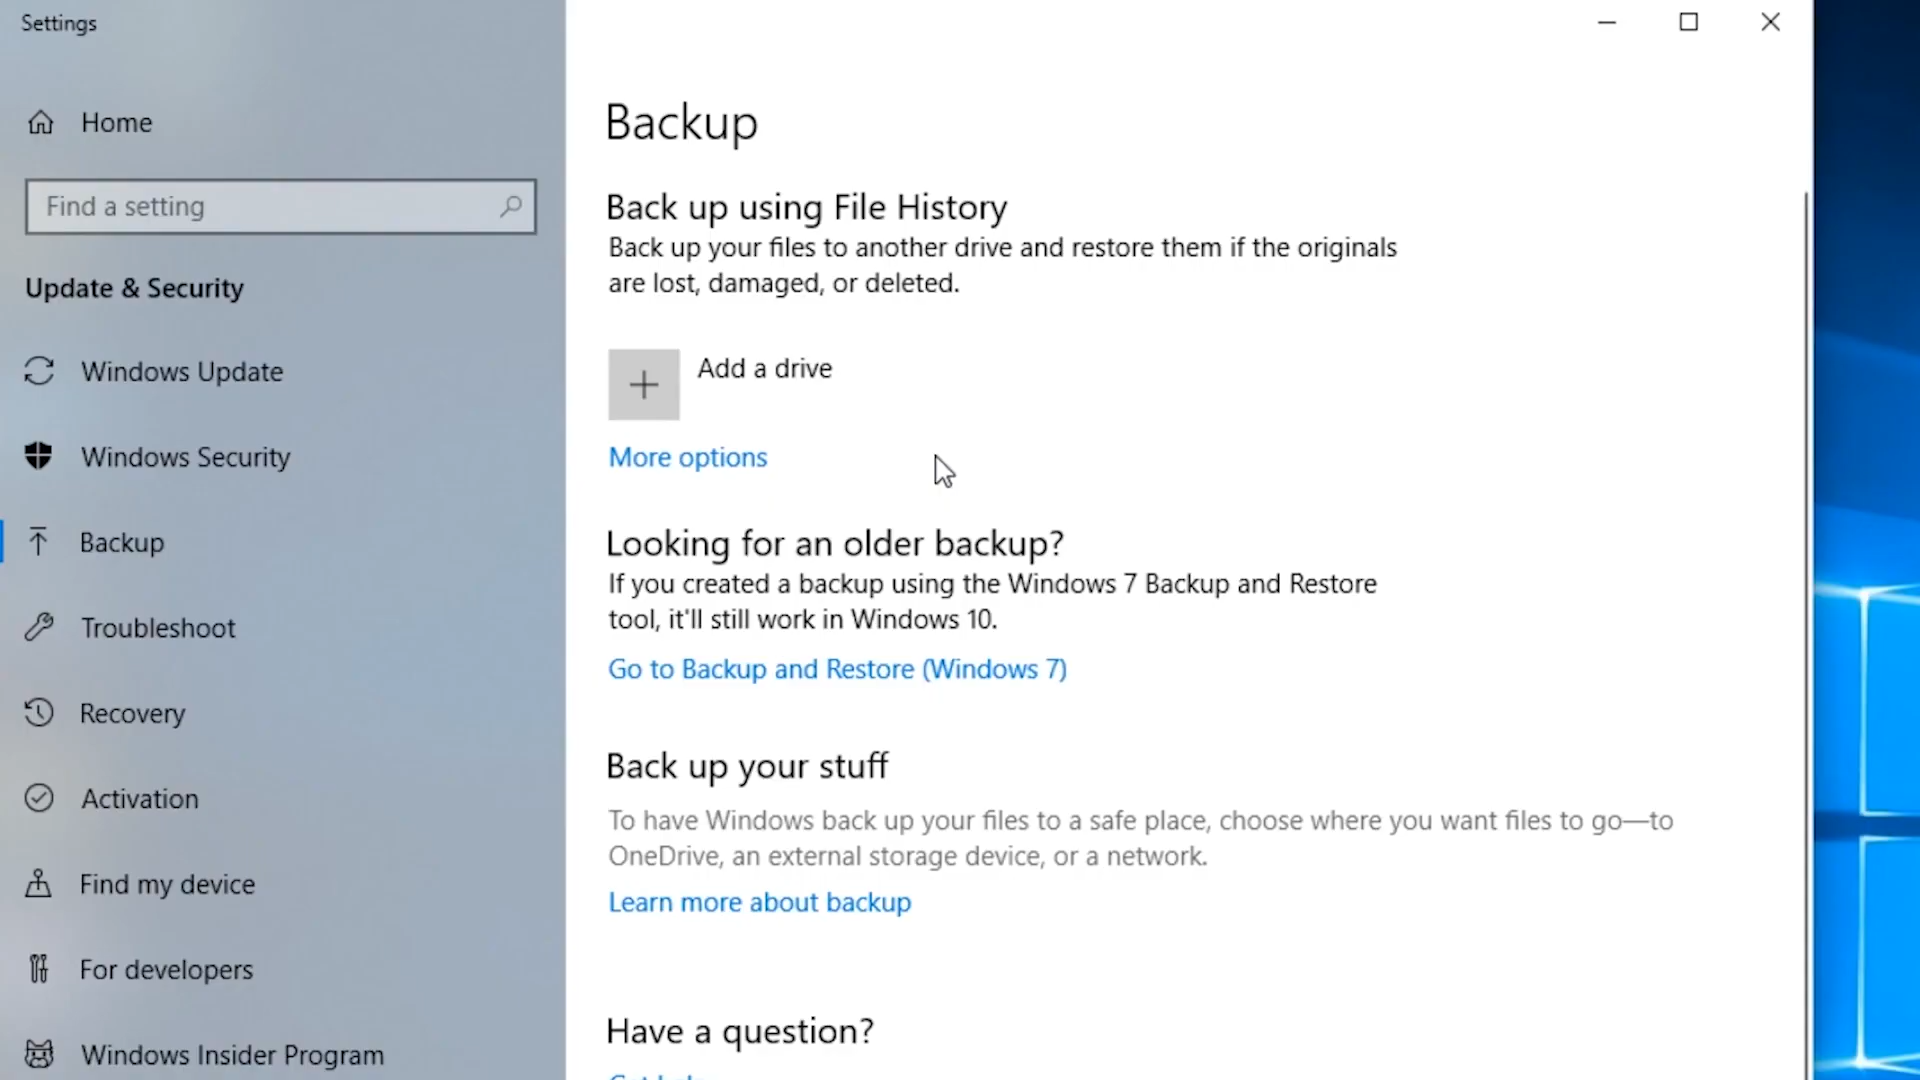 Settings
Home
Find a setting
Update & Security
Windows Update
Windows Security
Backup
Troubleshoot
Recovery
Activation
Find my device
For developers
Windows Insider Program
Backup
Back up using File History
Back up your files to another drive and restore them if the originals
are lost, damaged, or deleted.
Add a drive
More options
Looking for an older backup?
If you created a backup using the Windows 7 Backup and Restore
tool, it'll still work in Windows 10.
Go to Backup and Restore (Windows 7)
Back up your stuff
To have Windows back up your files to a safe place, choose where you want files to go—to
OneDrive, an external storage device, or a network.
Learn more about backup
Have a question?